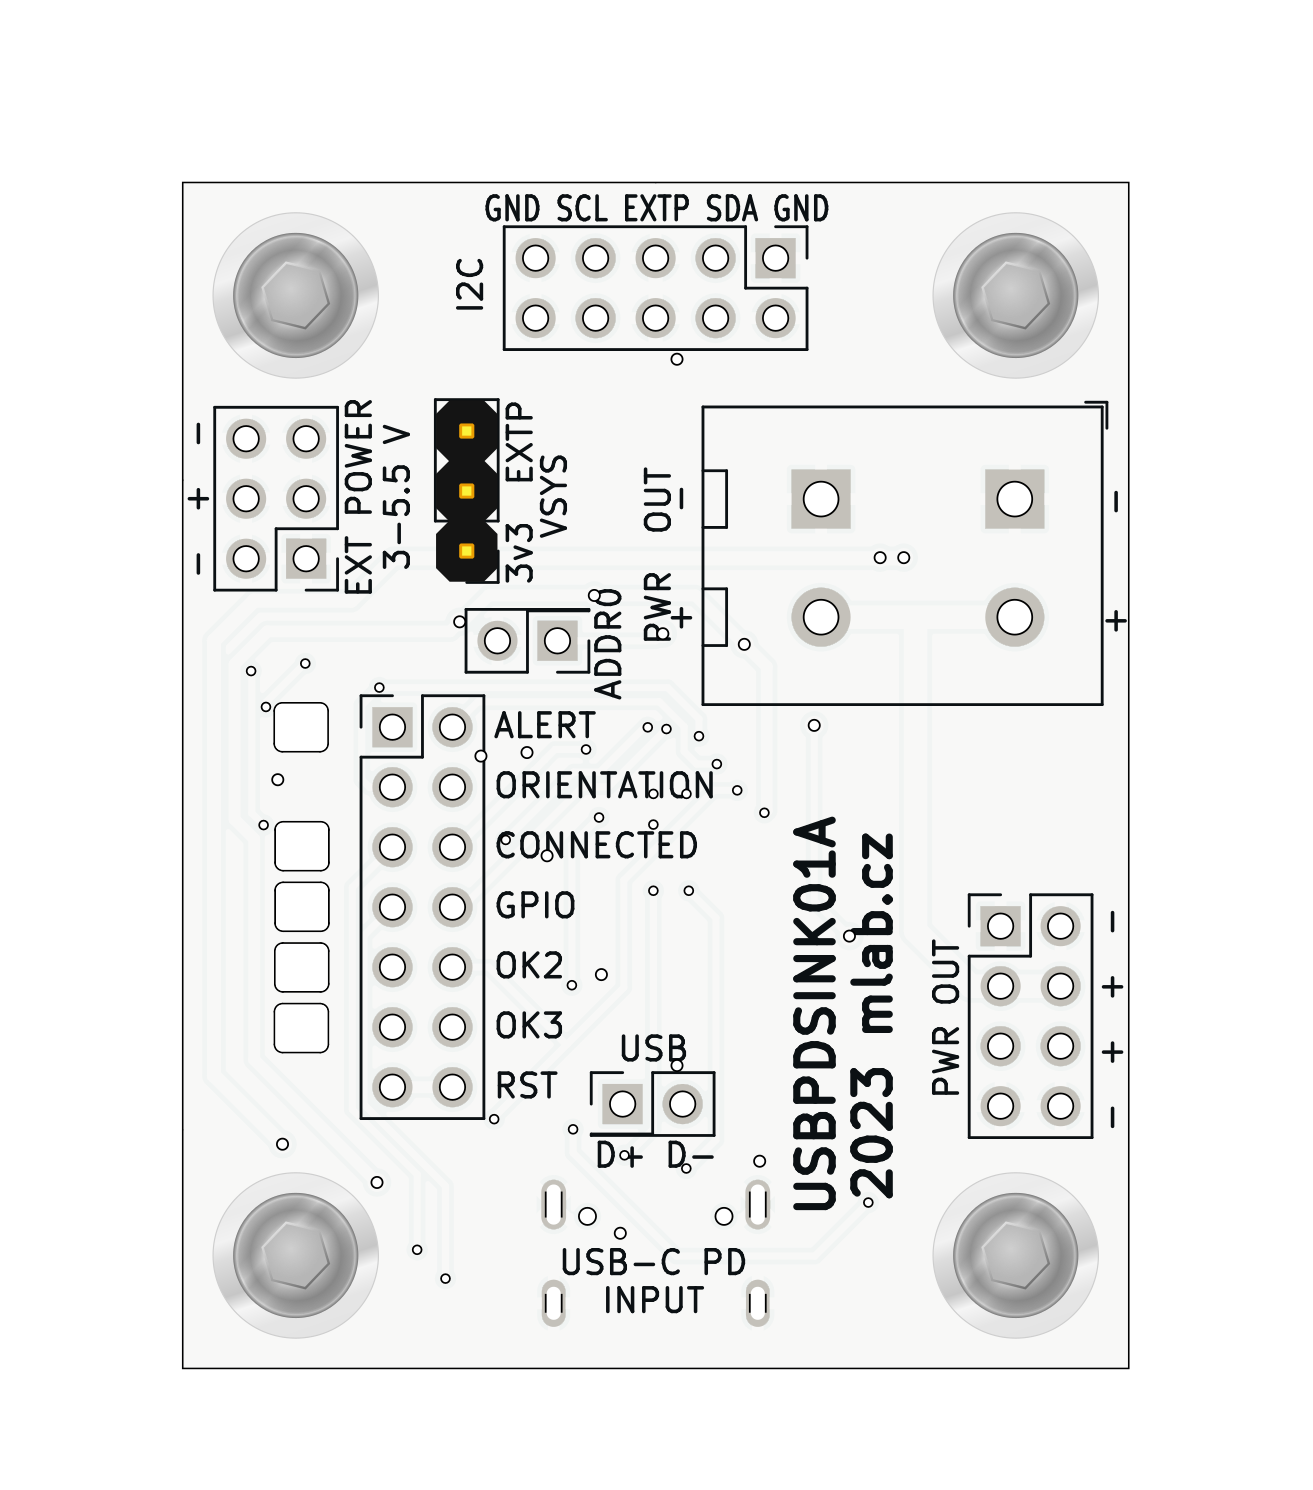 GND SCL EXTP SDA GND
I2C
-
+
-
EXT POWER
3-5.5 V
EXTP
3v3
VSYS
OUT
-
PWR
+
-
+
ADDR0
ALERT
ORIENTATION
CONNECTED
GPIO
OK2
OK3
RST
USB
D+ D-
USBPDSINK01A
2023 mlab.cz
PWR OUT
-
+
+
-
USB-C PD
INPUT